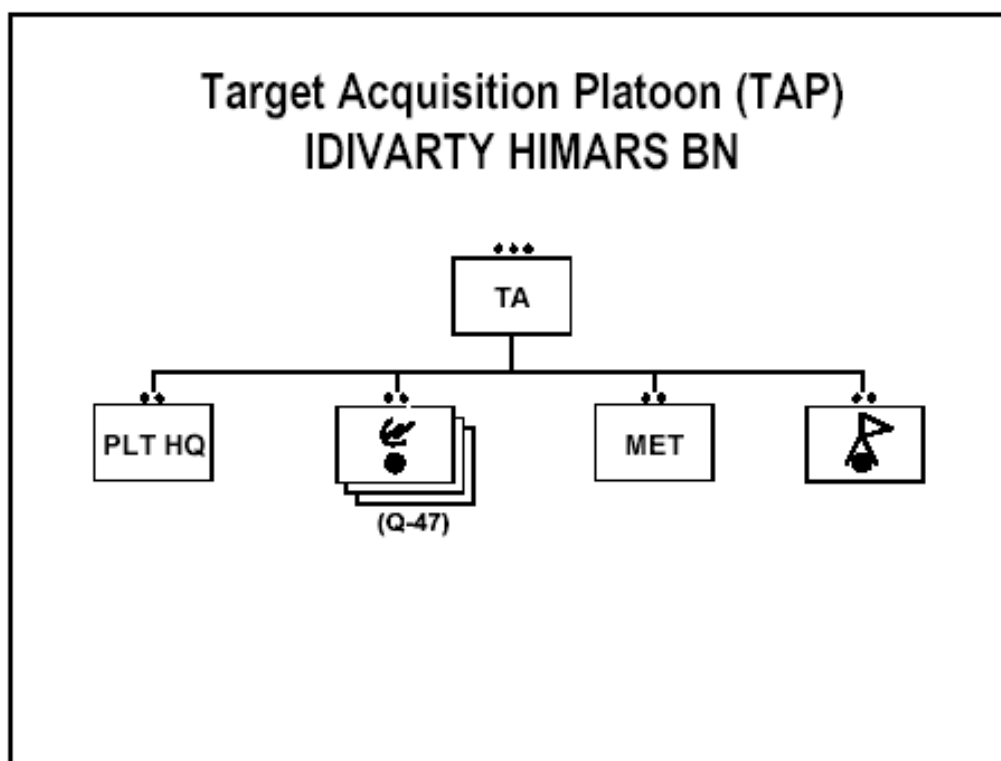 Target Acquisition Platoon (TAP)
IDIVARTY HIMARS BN
TA
PLT HQ
MET
(Q-47)